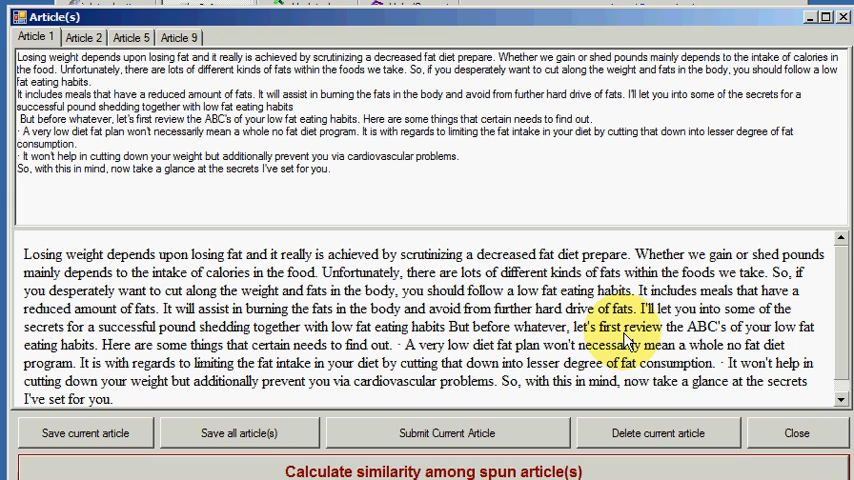 Article(s)
Article 1 Article 2 Article 5 Article 9
Losing weight depends upon losing fat and it really is achieved by scrutinizing a decreased fat diet prepare. Whether we gain or shed pounds mainly depends to the intake of calories in
the food. Unfortunately, there are lots of different kinds of fats within the foods we take. So, if you desperately want to cut along the weight and fats in the body, you should follow a low
fat eating habits.
It includes meals that have a reduced amount of fats. It will assist in burning the fats in the body and avoid from further hard drive of fats. I'll let you into some of the secrets for a
successful pound shedding together with low fat eating habits
But before whatever, let's first review the ABC's of your low fat eating habits. Here are some things that certain needs to find out.
· A very low diet fat plan won't necessarily mean a whole no fat diet program. It is with regards to limiting the fat intake in your diet by cutting that down into lesser degree of fat
consumption.
· It won't help in cutting down your weight but additionally prevent you via cardiovascular problems.
So, with this in mind, now take a glance at the secrets I've set for you.
Losing weight depends upon losing fat and it really is achieved by scrutinizing a decreased fat diet prepare. Whether we gain or shed pounds
mainly depends to the intake of calories in the food. Unfortunately, there are lots of different kinds of fats within the foods we take. So, if
you desperately want to cut along the weight and fats in the body, you should follow a low fat eating habits. It includes meals that have a
reduced amount of fats. It will assist in burning the fats in the body and avoid from further hard drive of fats. I'll let you into some of the
secrets for a successful pound shedding together with low fat eating habits But before whatever, let's first review the ABC's of your low fat
eating habits. Here are some things that certain needs to find out. · A very low diet fat plan won't necessarily mean a whole no fat diet
program. It is with regards to limiting the fat intake in your diet by cutting that down into lesser degree of fat consumption. · It won't help in
cutting down your weight but additionally prevent you via cardiovascular problems. So, with this in mind, now take a glance at the secrets
I've set for you.
Save current article Save all article(s) Submit Current Article Delete current article Close
Calculate similarity among spun article(s)